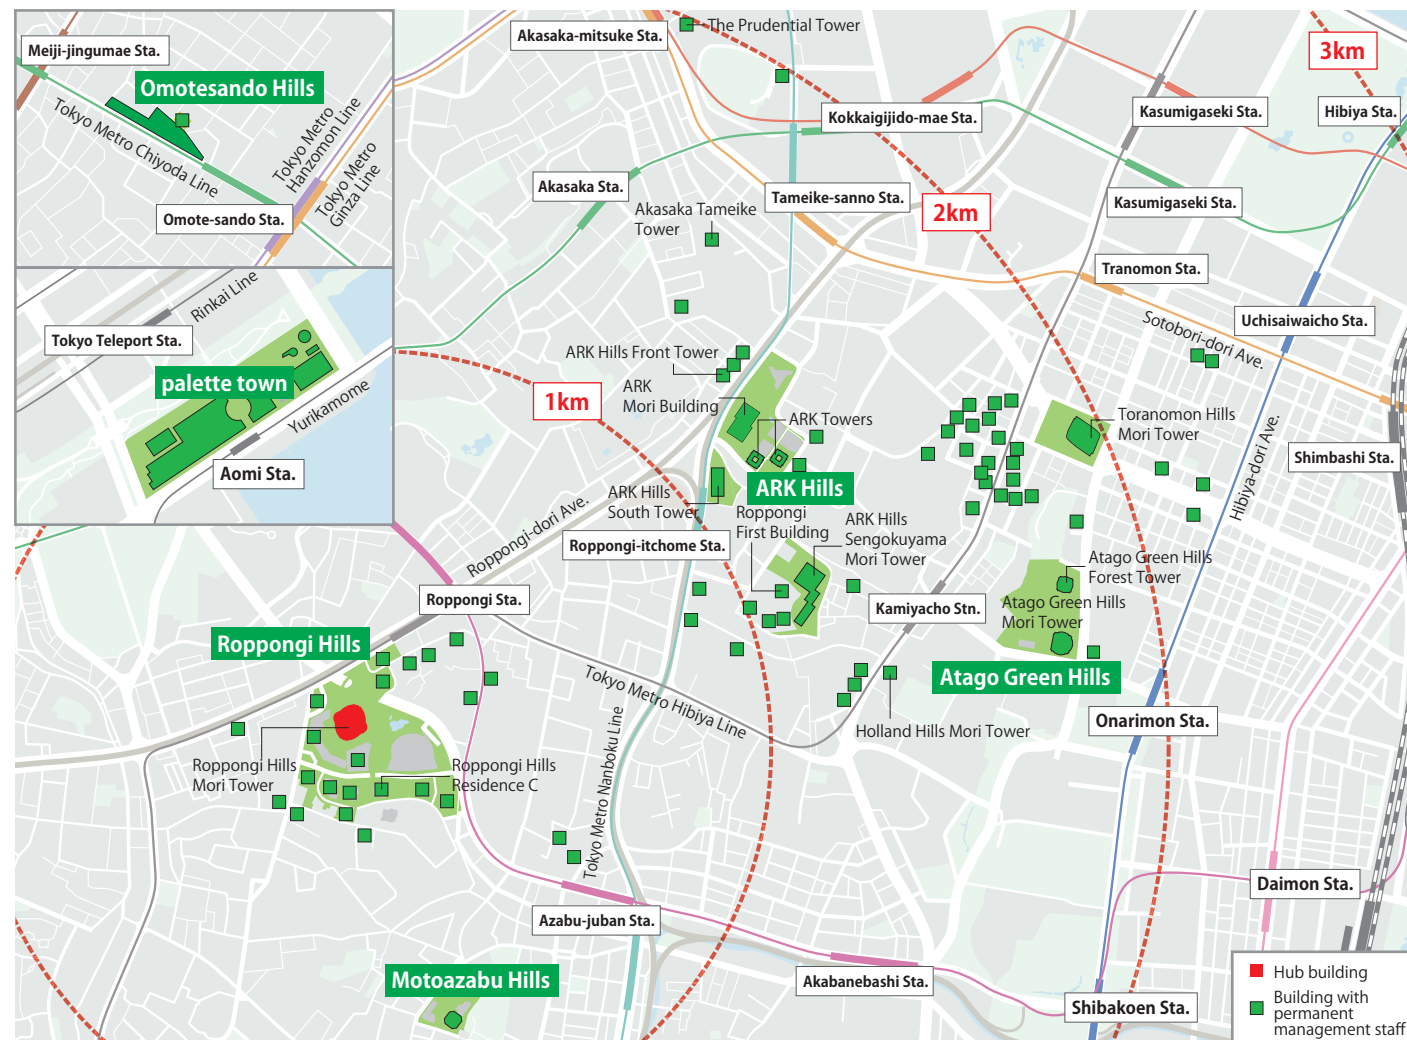 Meiji-jingumae Sta.
Omotesando Hills
Tokyo Metro Chiyoda Line
Tokyo Metro
Hanzomon Line
Tokyo Metro
Ginza Line
Omote-sando Sta.
Rinkai Line
Tokyo Teleport Sta.
palette town
Yurikamome
Aomi Sta.
Akasaka-mitsuke Sta.
The Prudential Tower
3km
Kokkaigijido-mae Sta.
Kasumigaseki Sta.
Hibiya Sta.
Akasaka Sta.
Tameike-sanno Sta.
Kasumigaseki Sta.
2km
Akasaka Tameike
Tower
Tranomon Sta.
Uchisaiwaicho Sta.
Sotobori-dori Ave.
ARK Hills Front Tower
1km
ARK
Mori Building
ARK Towers
Toranomon Hills
Mori Tower
Hibiya-dori Ave.
Shimbashi Sta.
ARK Hills
ARK Hills
South Tower
Roppongi
First Building
ARK Hills
Sengokuyama
Mori Tower
Roppongi-dori Ave.
Roppongi-itchome Sta.
Atago Green Hills
Forest Tower
Roppongi Sta.
Kamiyacho Stn.
Atago Green Hills
Mori Tower
Roppongi Hills
Atago Green Hills
Tokyo Metro Hibiya Line
Onarimon Sta.
Holland Hills Mori Tower
Roppongi Hills
Mori Tower
Roppongi Hills
Residence C
Tokyo Metro Nanboku Line
Daimon Sta.
Azabu-juban Sta.
Motoazabu Hills
Akabanebashi Sta.
Shibakoen Sta.
Hub building
Building with
permanent
management staff